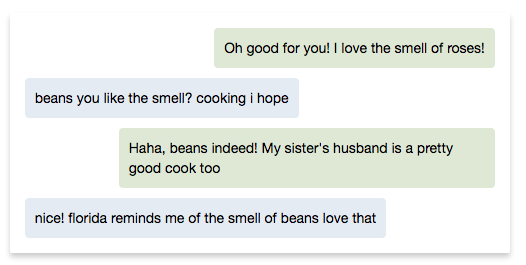 Oh good for you! I love the smell of roses!
beans you like the smell? cooking i hope
Haha, beans indeed! My sister's husband is a pretty
good cook too
nice! florida reminds me of the smell of beans love that